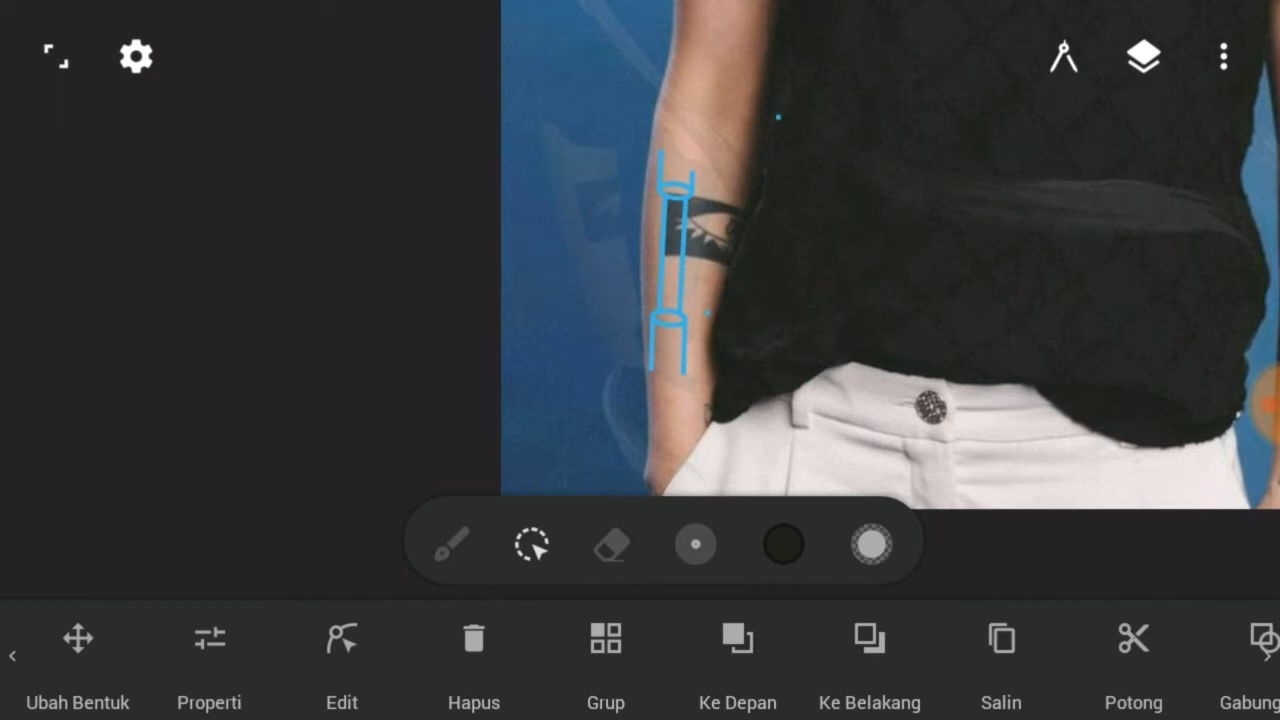 Ubah Bentuk
Properti
Edit
Hapus
Grup
Ke Depan
Ke Belakang
Salin
Potong
Gabung